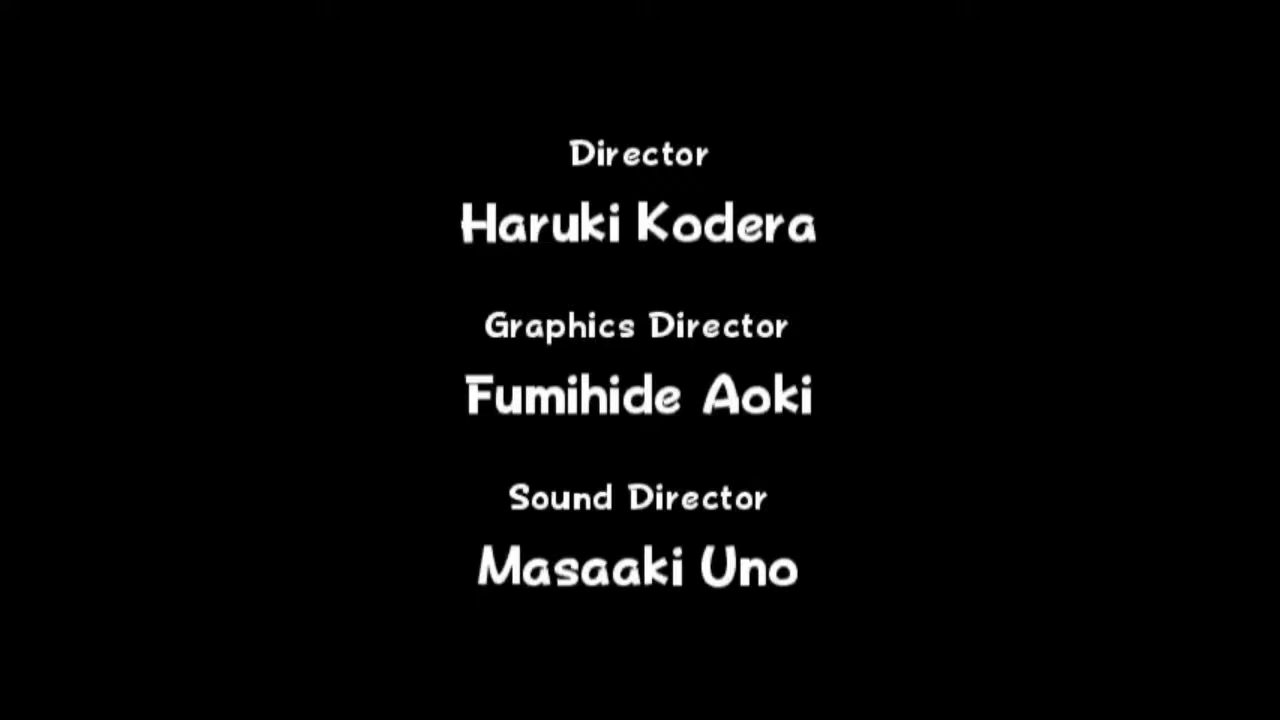 Director
Haruki Kodera
Graphics Director
Fumihide Aoki
Sound Director
Masaaki Uno